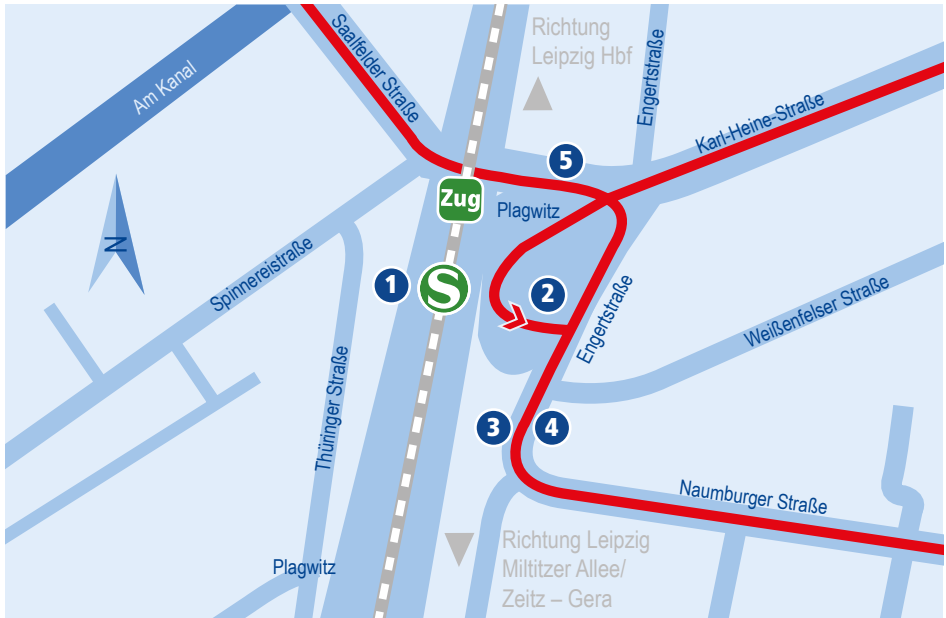 Richtung
Leipzig Hbf
Saalfelder Straße
Am Kanal
Engertstraße
Karl-Heine-Straße
5
Zug
Plagwitz
N
Spinnereistraße
1
S
2
Engertstraße
Weißenfelser Straße
Thüringer Straße
3
4
Naumburger Straße
Richtung Leipzig
Miltitzer Allee/
Zeitz – Gera
Plagwitz